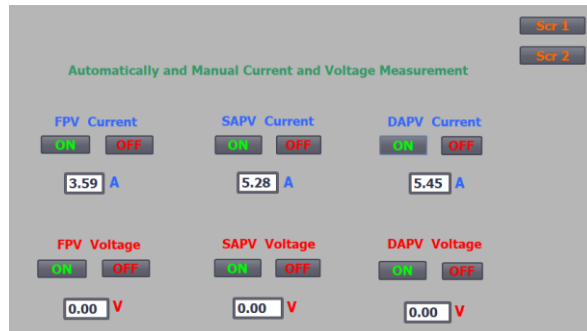 Scr 1
Scr 2
Automatically and Manual Current and Voltage Measurement
FPV Current SAPV Current DAPV Current
ON OFF ON OFF ON OFF
3.59 A 5.28 A 5.45 A
FPV Voltage SAPV Voltage DAPV Voltage
ON OFF ON OFF ON OFF
0.00 V 0.00 V 0.00 V